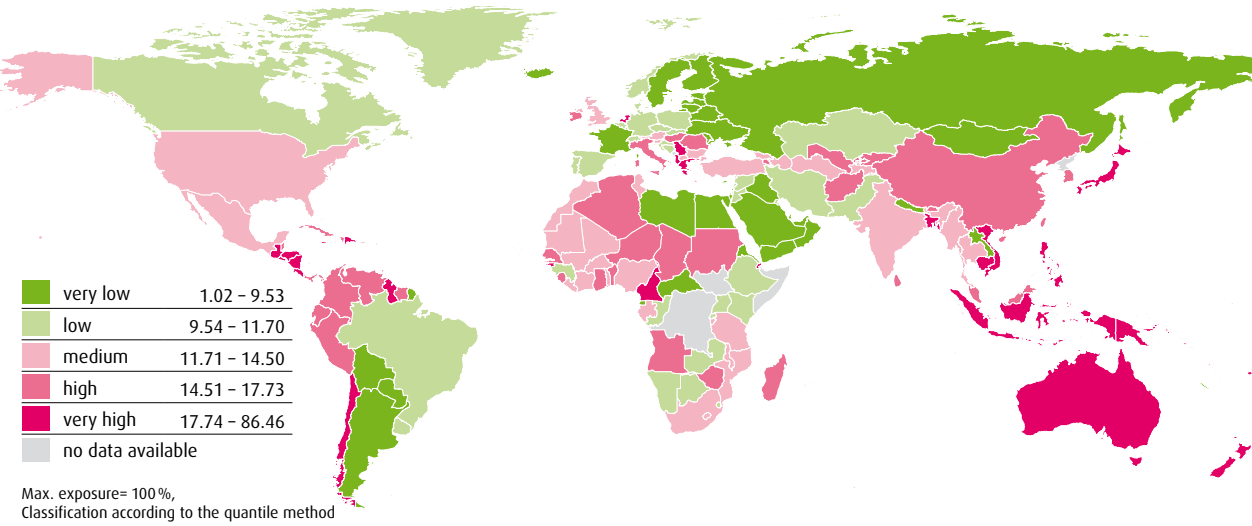 very low 1.02 – 9.53
low 9.54 – 11.70
medium 11.71 – 14.50
high 14.51 – 17.73
very high 17.74 – 86.46
no data available
Max. exposure= 100 %,
Classification according to the quantile method